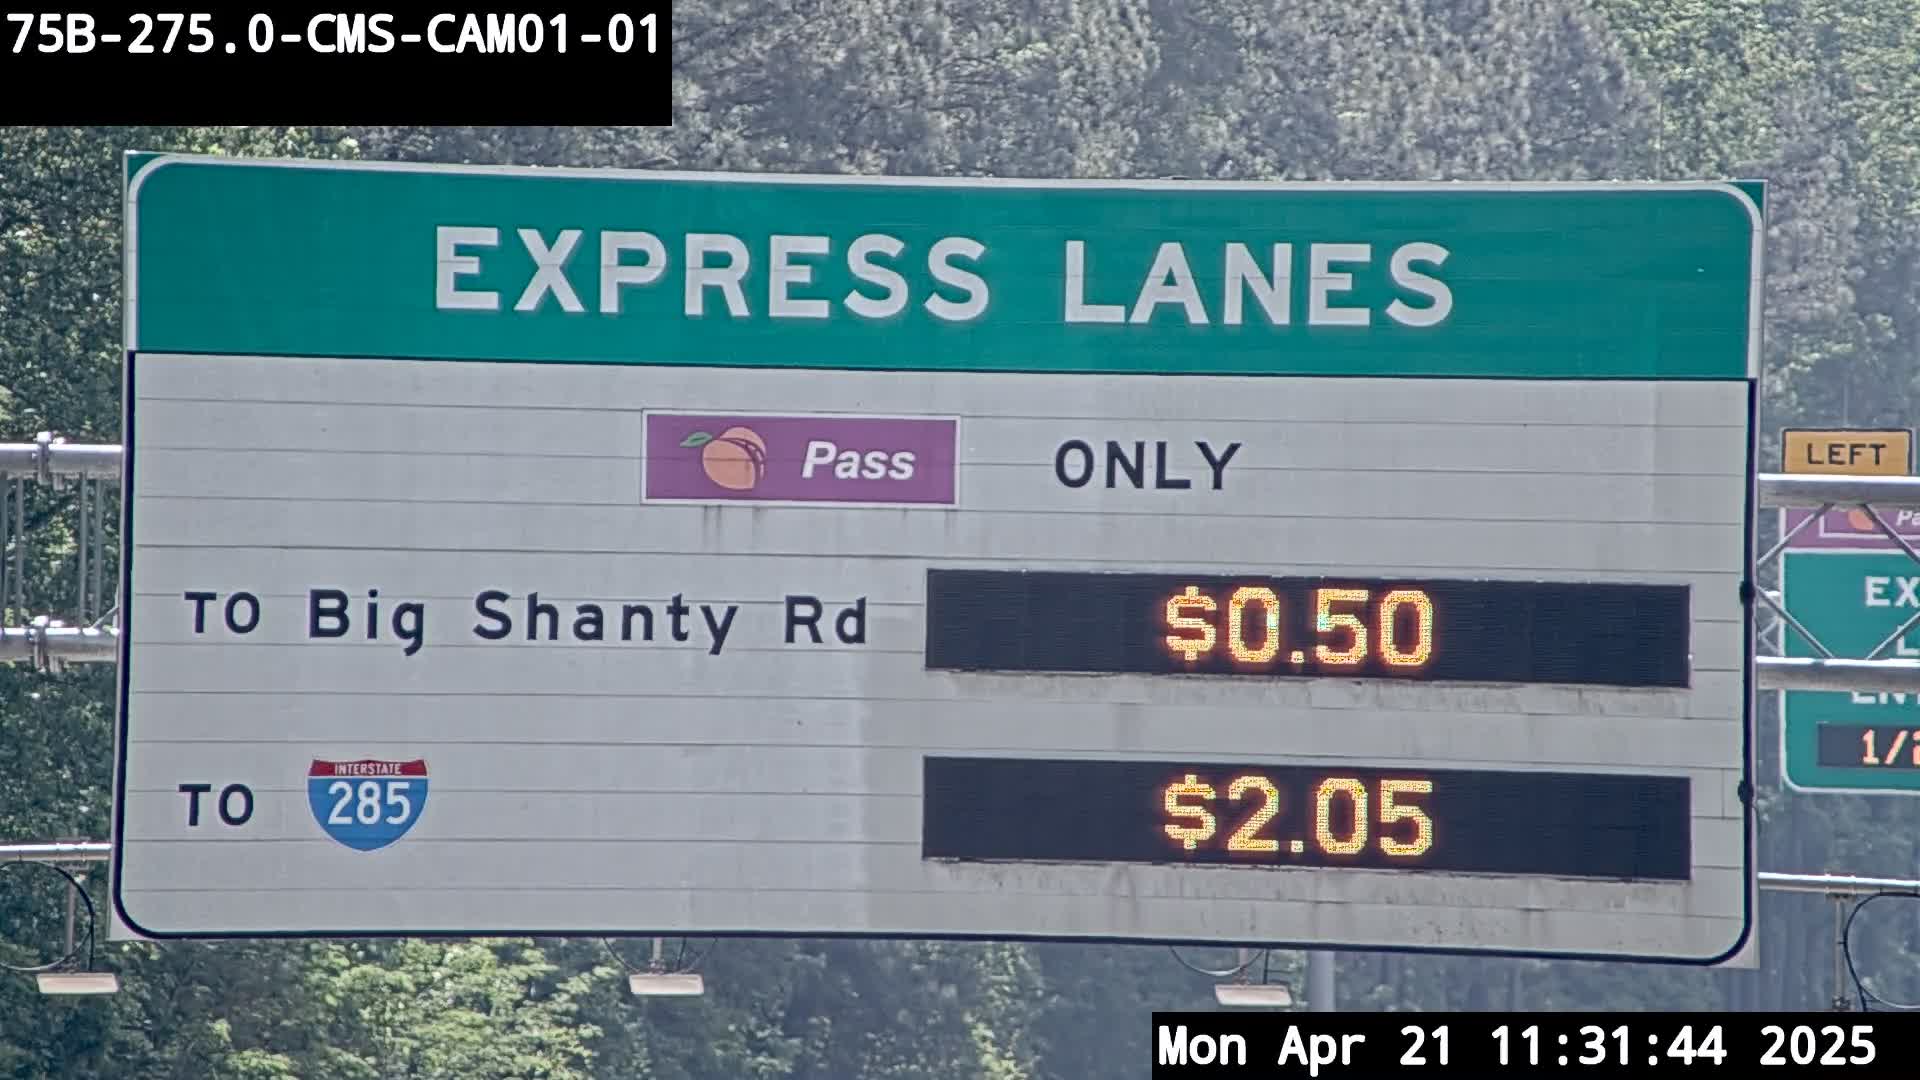 75B-275.0-CMS-CAM01-01
EXPRESS LANES
Pass ONLY
TO Big Shanty Rd $0.50
TO INTERSTATE 285 $2.05
LEFT
Mon Apr 21 11:31:44 2025